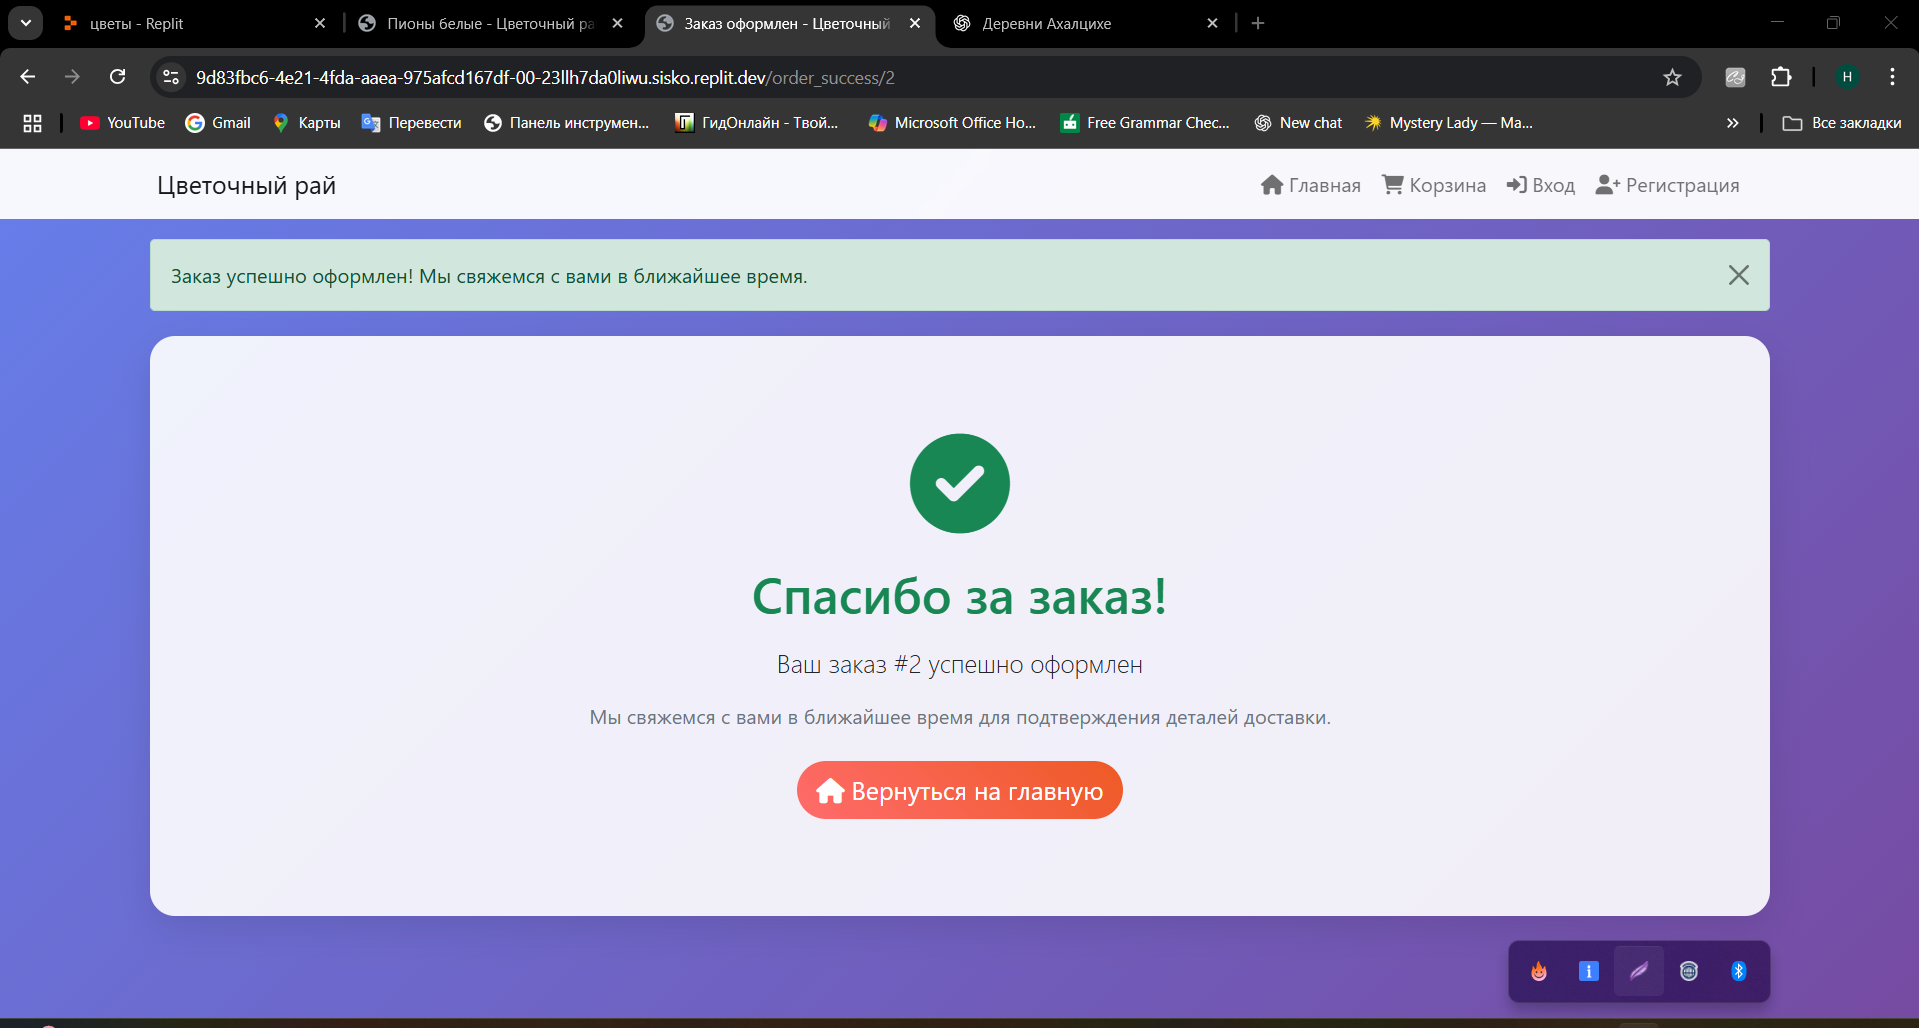 цветы - Replit
Пионы белые - Цветочный ра
Заказ оформлен - Цветочный
Деревни Ахалцихе
9d83fbc6-4e21-4fda-aaea-975afcd167df-00-23llh7da0liwu.sisko.replit.dev/order_success/2
H
YouTube
Gmail
Карты
Перевести
Панель инструмен...
ГидОнлайн - Твой...
Microsoft Office Ho...
Free Grammar Chec...
New chat
Mystery Lady — Ma...
Все закладки
Цветочный рай
Главная
Корзина
Вход
Регистрация
Заказ успешно оформлен! Мы свяжемся с вами в ближайшее время.
Спасибо за заказ!
Ваш заказ #2 успешно оформлен
Мы свяжемся с вами в ближайшее время для подтверждения деталей доставки.
Вернуться на главную